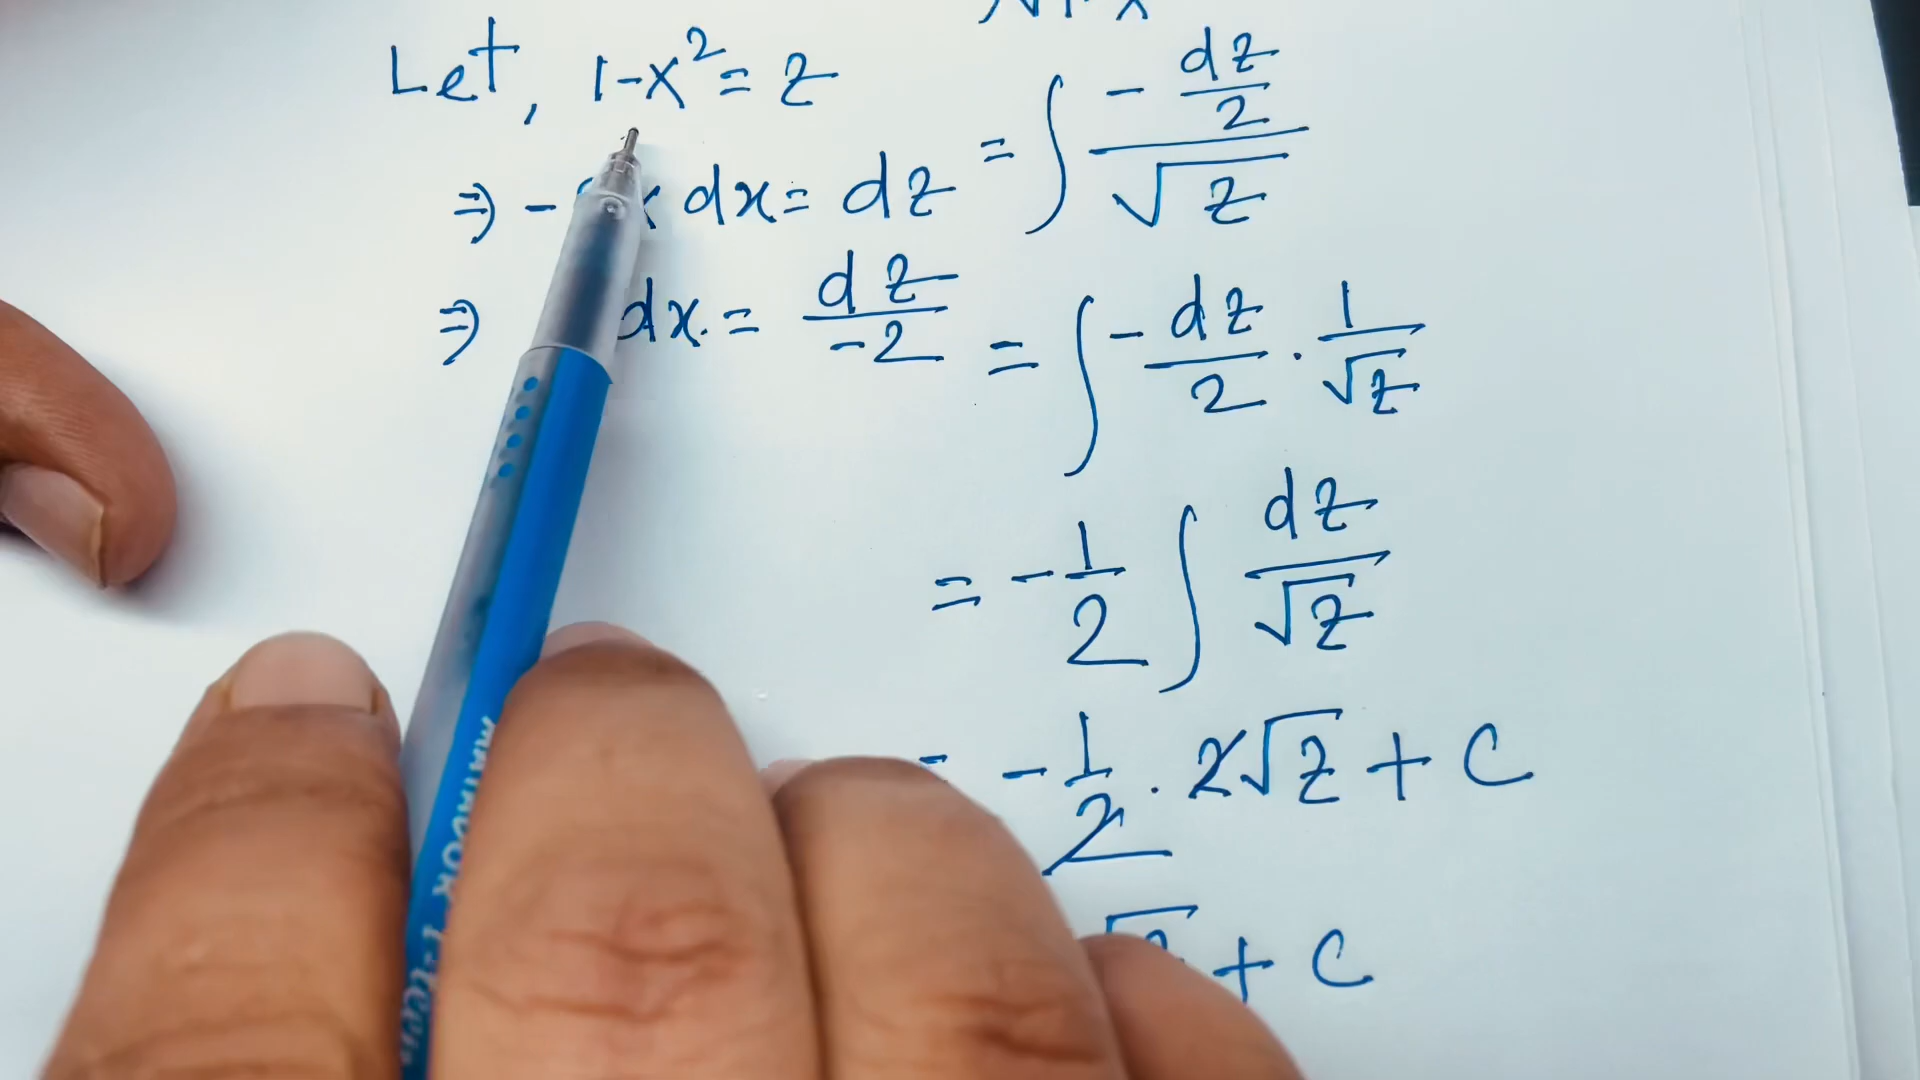 Let, 1-x² = z
⇒ - x dx = dz
⇒ dx. = dz/-2
= ∫ (- dz/2)/√z
= ∫ - dz/2 . 1/√z
= - 1/2 ∫ dz/√z
= - 1/2 . 2√z + c
√z + c
MATADOR